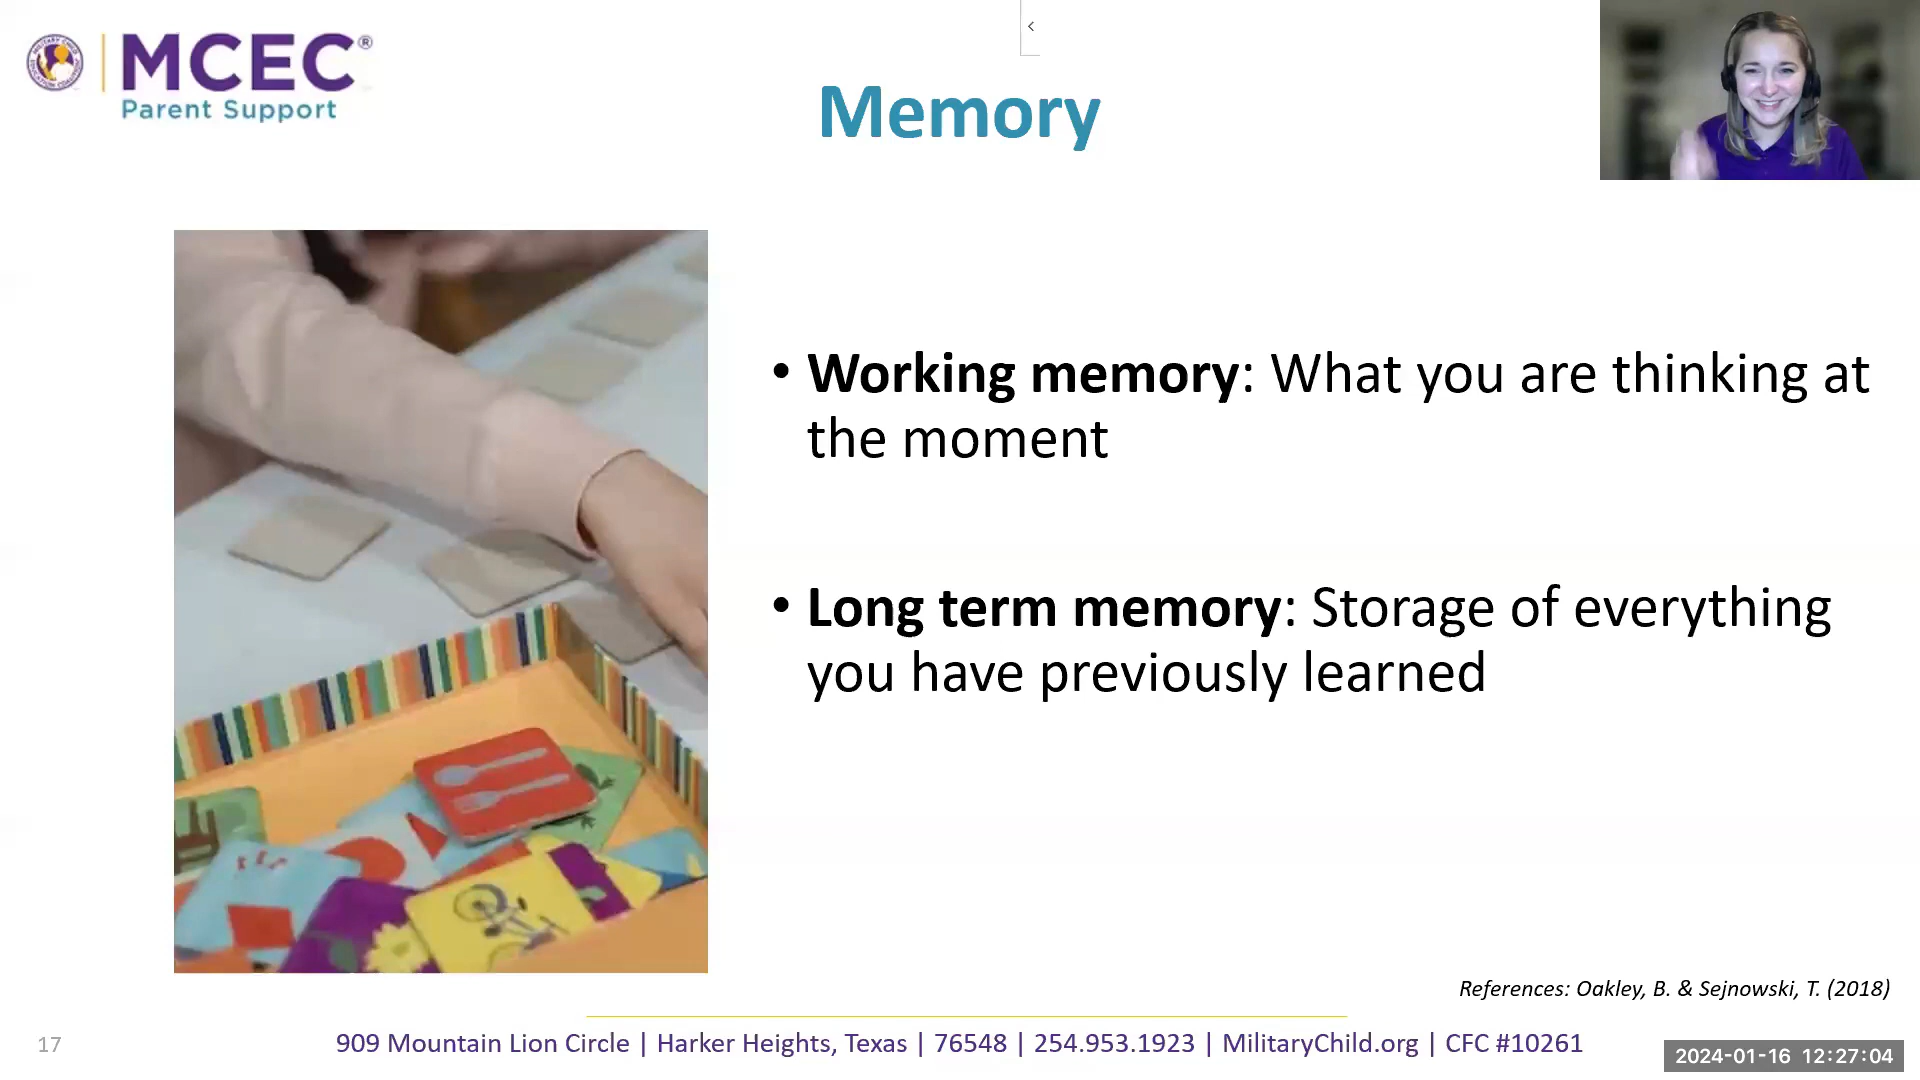 MCEC®
Parent Support
Memory
• Working memory: What you are thinking at
the moment
• Long term memory: Storage of everything
you have previously learned
References: Oakley, B. & Sejnowski, T. (2018)
17
909 Mountain Lion Circle | Harker Heights, Texas | 76548 | 254.953.1923 | MilitaryChild.org | CFC #10261
2024-01-16 12:27:04